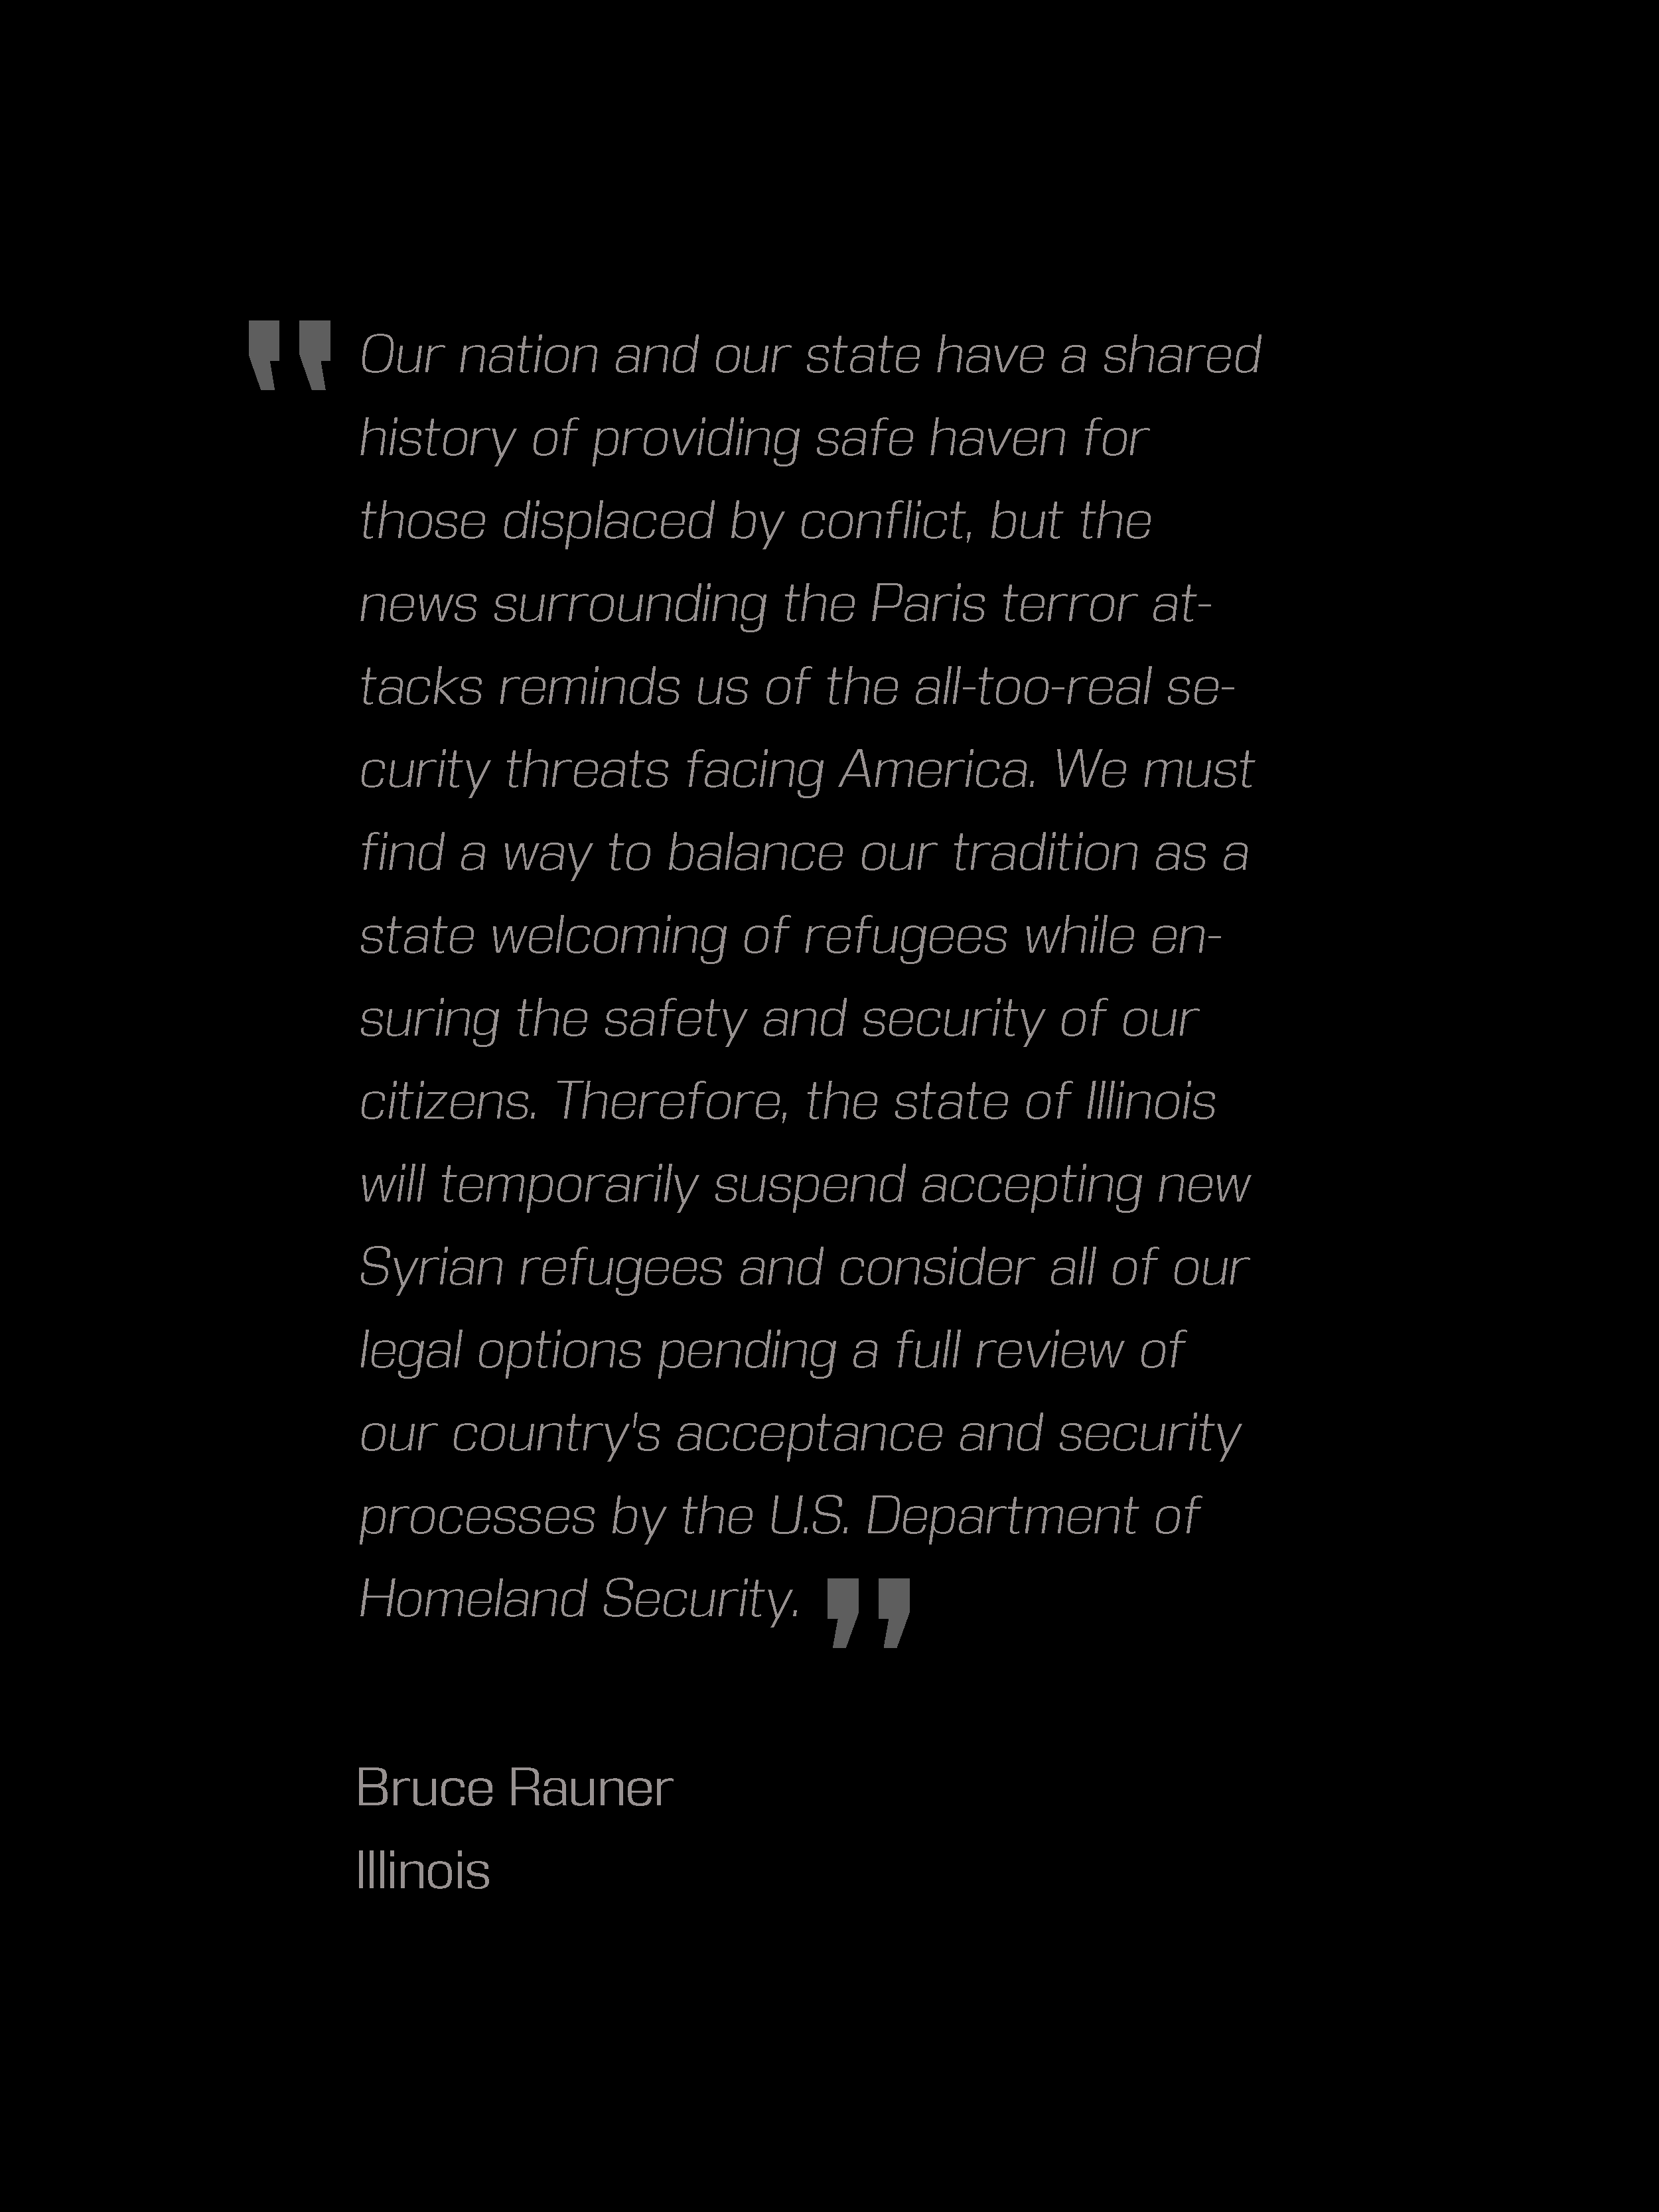 "Our nation and our state have a shared
history of providing safe haven for
those displaced by conflict, but the
news surrounding the Paris terror at-
tacks reminds us of the all-too-real se-
curity threats facing America. We must
find a way to balance our tradition as a
state welcoming of refugees while en-
suring the safety and security of our
citizens. Therefore, the state of Illinois
will temporarily suspend accepting new
Syrian refugees and consider all of our
legal options pending a full review of
our country's acceptance and security
processes by the U.S. Department of
Homeland Security."
Bruce Rauner
Illinois